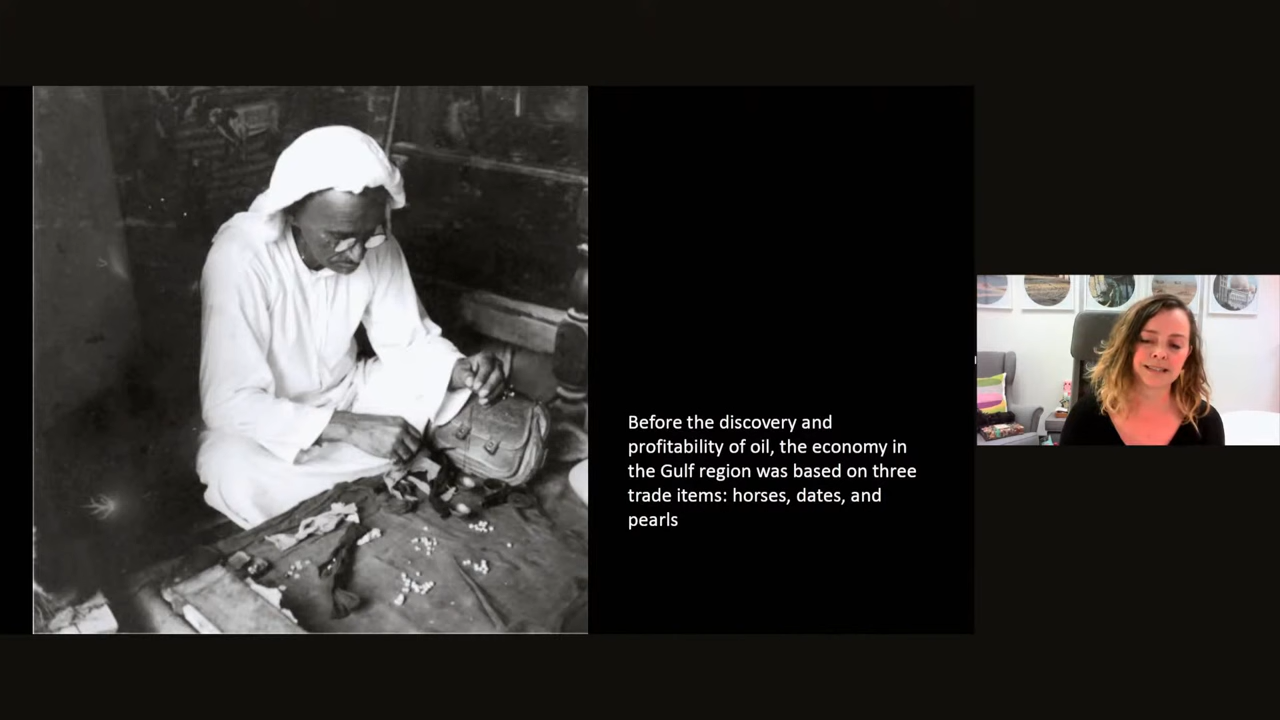 Before the discovery and
profitability of oil, the economy in
the Gulf region was based on three
trade items: horses, dates, and
pearls